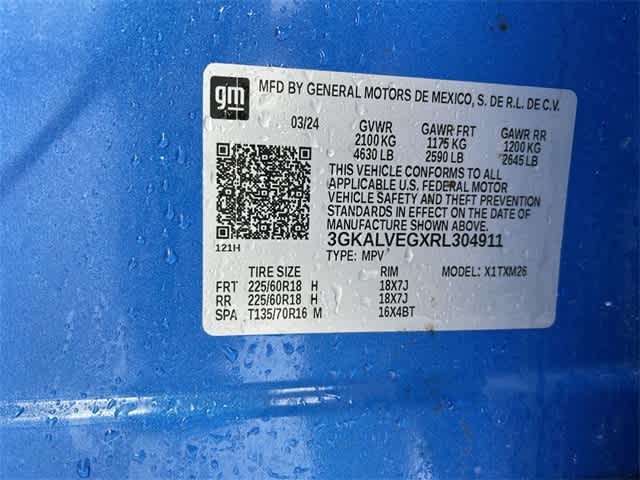 gm
MFD BY GENERAL MOTORS DE MEXICO, S. DE R.L. DE C.V.
03/24 GVWR GAWR FRT GAWR RR
2100 KG 1175 KG 1200 KG
4630 LB 2590 LB 2645 LB
THIS VEHICLE CONFORMS TO ALL
APPLICABLE U.S. FEDERAL MOTOR
VEHICLE SAFETY AND THEFT PREVENTION
STANDARDS IN EFFECT ON THE DATE OF
MANUFACTURE SHOWN ABOVE.
3GKALVEGXRL304911
121H
TYPE: MPV
TIRE SIZE RIM MODEL: X1TXM26
FRT 225/60R18 H 18X7J
RR 225/60R18 H 18X7J
SPA T135/70R16 M 16X4BT